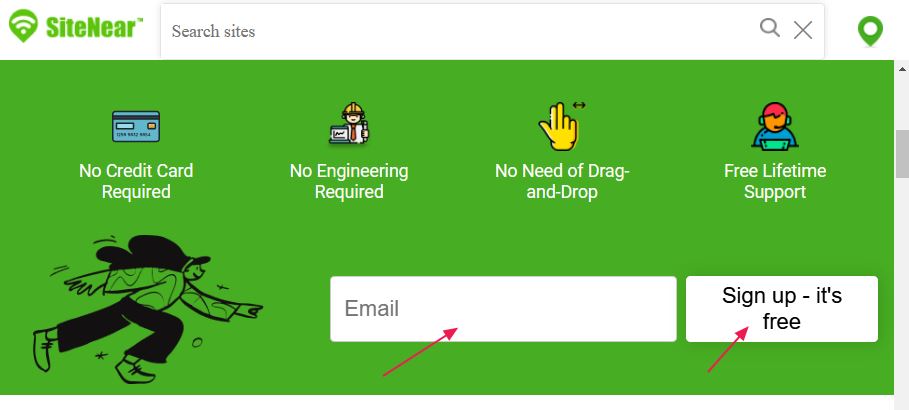 SiteNear™
Search sites
No Credit Card
Required
No Engineering
Required
No Need of Drag-
and-Drop
Free Lifetime
Support
Email
Sign up - it's
free